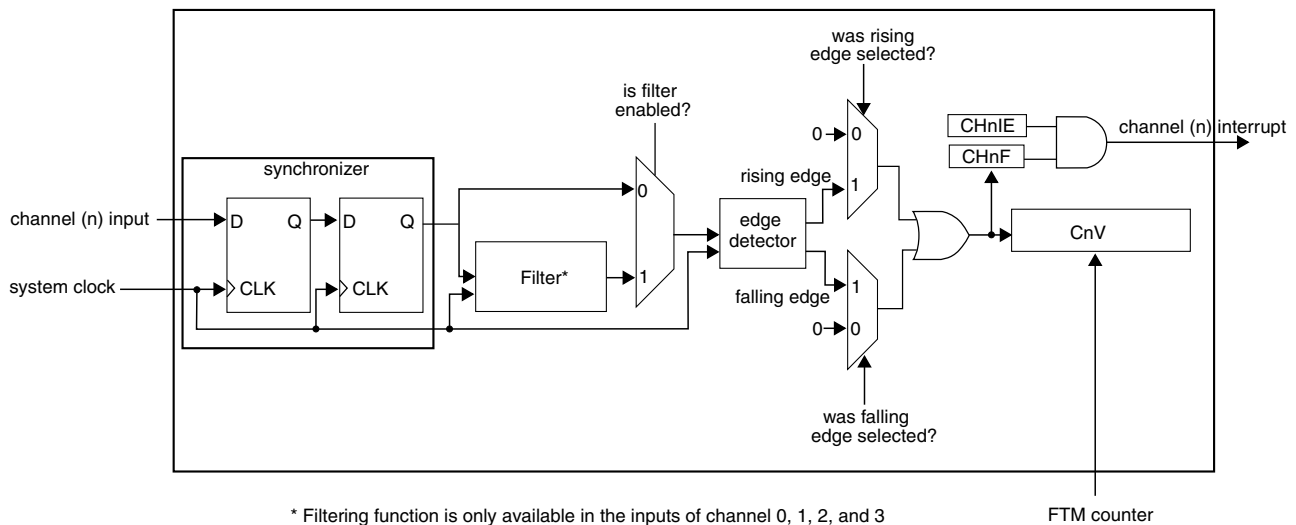 was rising
edge selected?
is filter
enabled?
0
0
CHnIE
channel (n) interrupt
CHnF
synchronizer
rising edge
1
0
channel (n) input
D
Q
D
Q
edge
detector
CnV
Filter*
1
system clock
CLK
CLK
falling edge
1
0
0
was falling
edge selected?
* Filtering function is only available in the inputs of channel 0, 1, 2, and 3
FTM counter